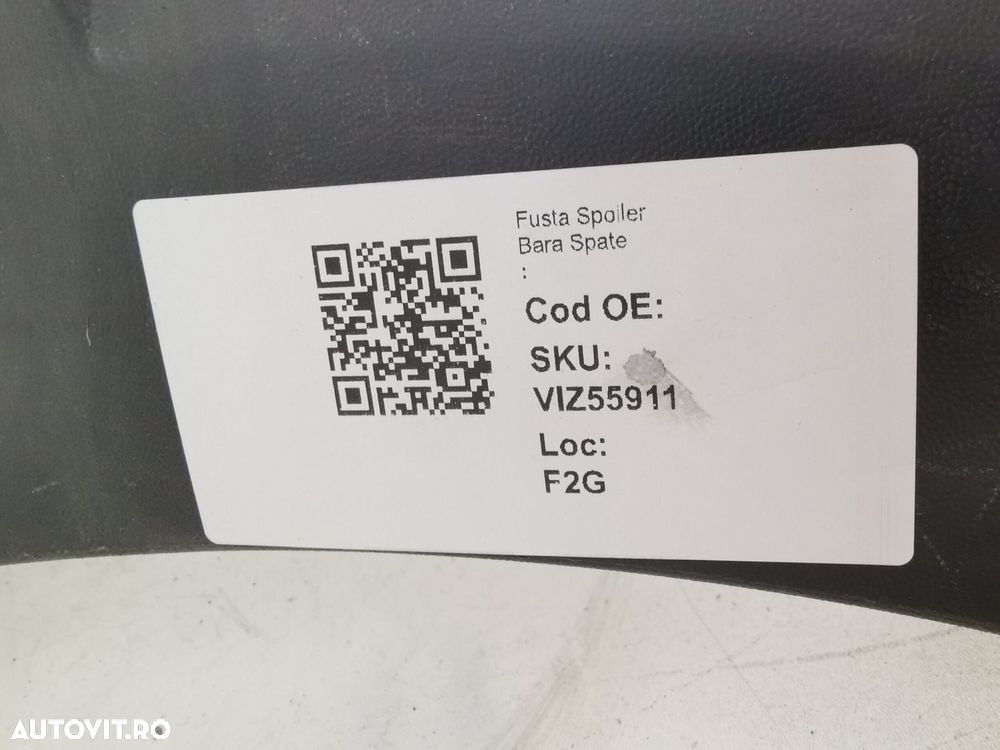 Fusta Spoiler
Bara Spate
:
Cod OE:
SKU:
VIZ55911
Loc:
F2G
AUTOVIT.RO